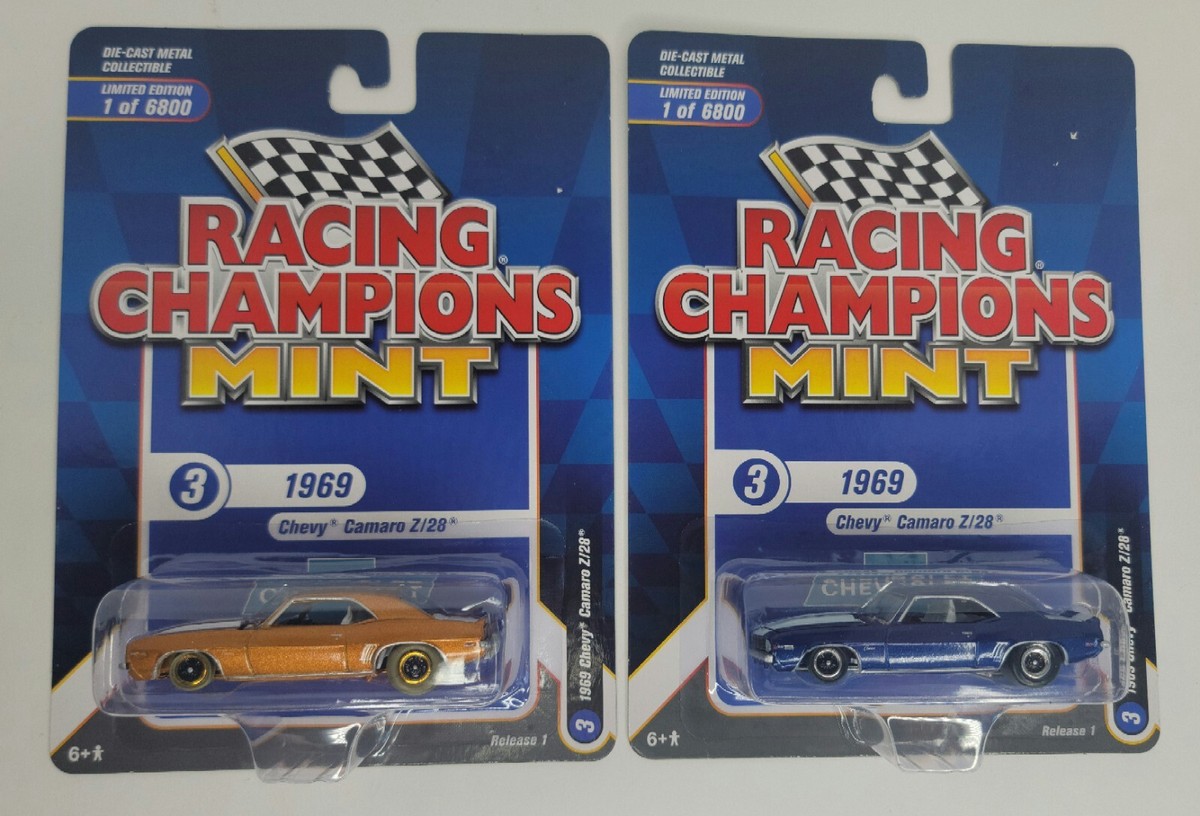 DIE-CAST METAL
COLLECTIBLE
LIMITED EDITION
1 of 6800
RACING
CHAMPIONS®
MINT
3 1969
Chevy® Camaro Z/28®
1969 Chevy® Camaro Z/28®
3
6+
Release 1
DIE-CAST METAL
COLLECTIBLE
LIMITED EDITION
1 of 6800
RACING
CHAMPIONS®
MINT
3 1969
Chevy® Camaro Z/28®
CHEVROLET
1969 Chevy® Camaro Z/28®
3
6+
Release 1